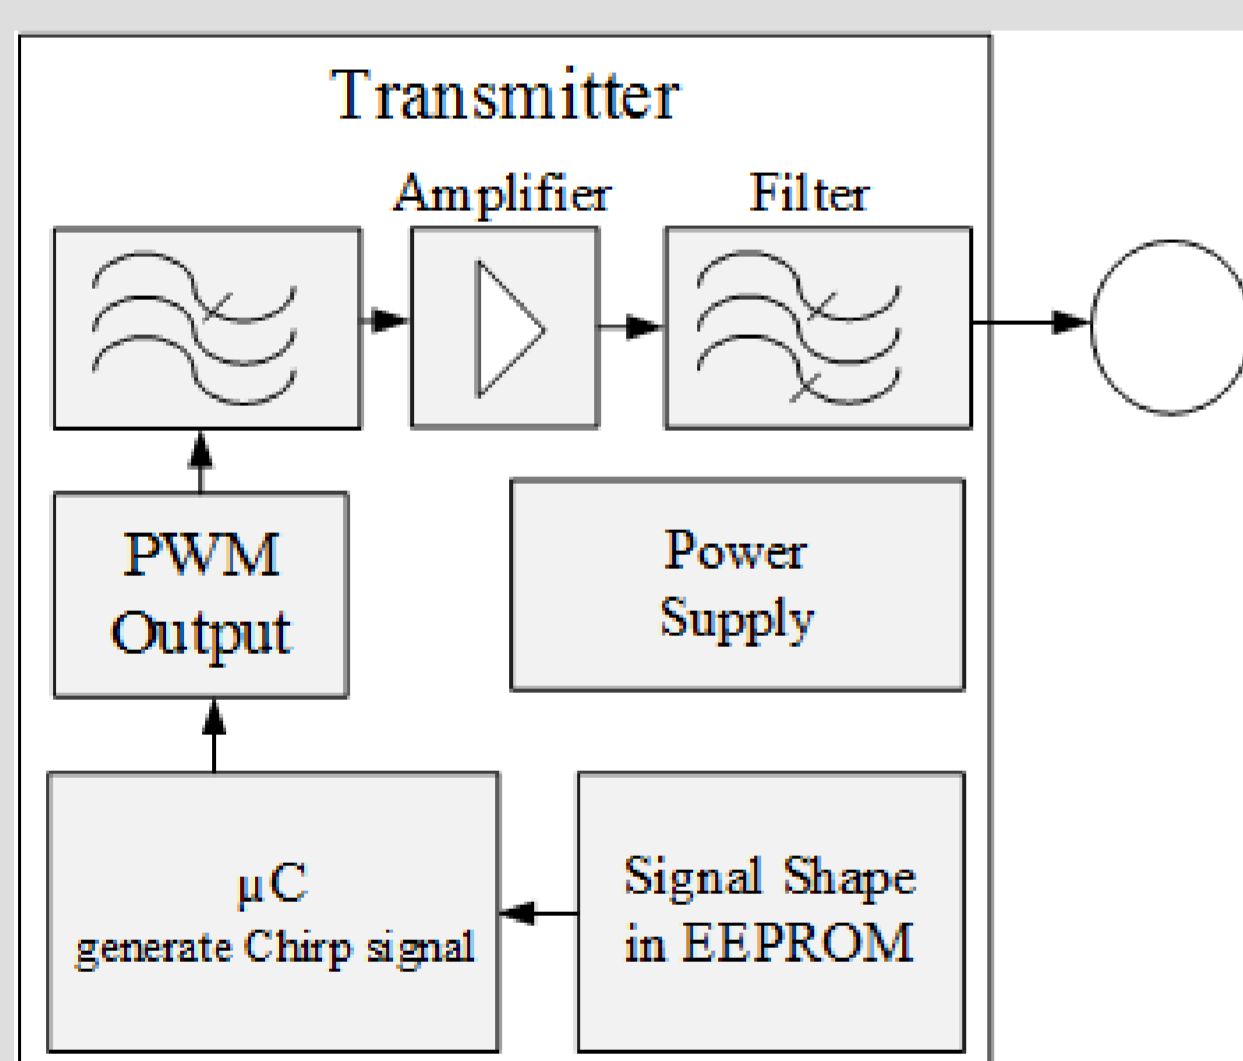 Transmitter
Amplifier
Filter
PWM
Output
Power
Supply
μC
generate Chirp signal
Signal Shape
in EEPROM